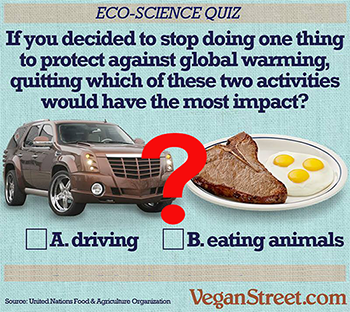 ECO-SCIENCE QUIZ
If you decided to stop doing one thing
to protect against global warming,
quitting which of these two activities
would have the most impact?
?
A. driving
B. eating animals
Source: United Nations Food & Agriculture Organization
VeganStreet.com